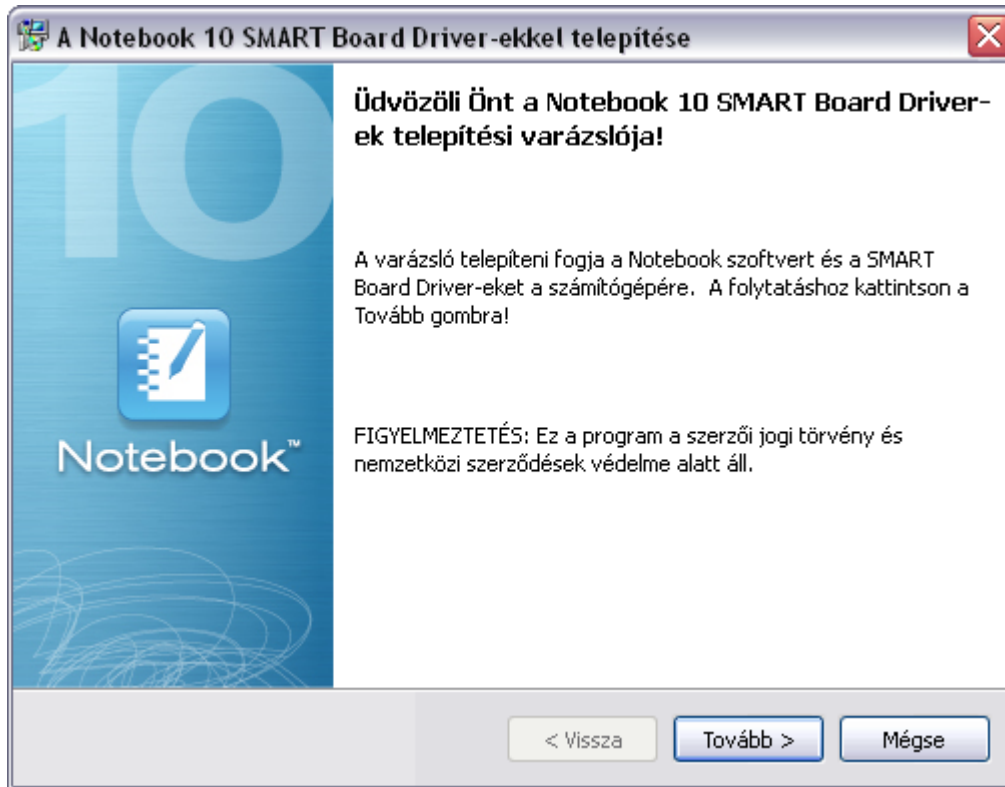 A Notebook 10 SMART Board Driver-ekkel telepítése
10
Üdvözöli Önt a Notebook 10 SMART Board Driver-
ek telepítési varázslója!
A varázsló telepíteni fogja a Notebook szoftvert és a SMART
Board Driver-eket a számítógépére.  A folytatáshoz kattintson a
Tovább gombra!
Notebook™
FIGYELMEZTETÉS: Ez a program a szerzői jogi törvény és
nemzetközi szerződések védelme alatt áll.
< Vissza
Tovább >
Mégse